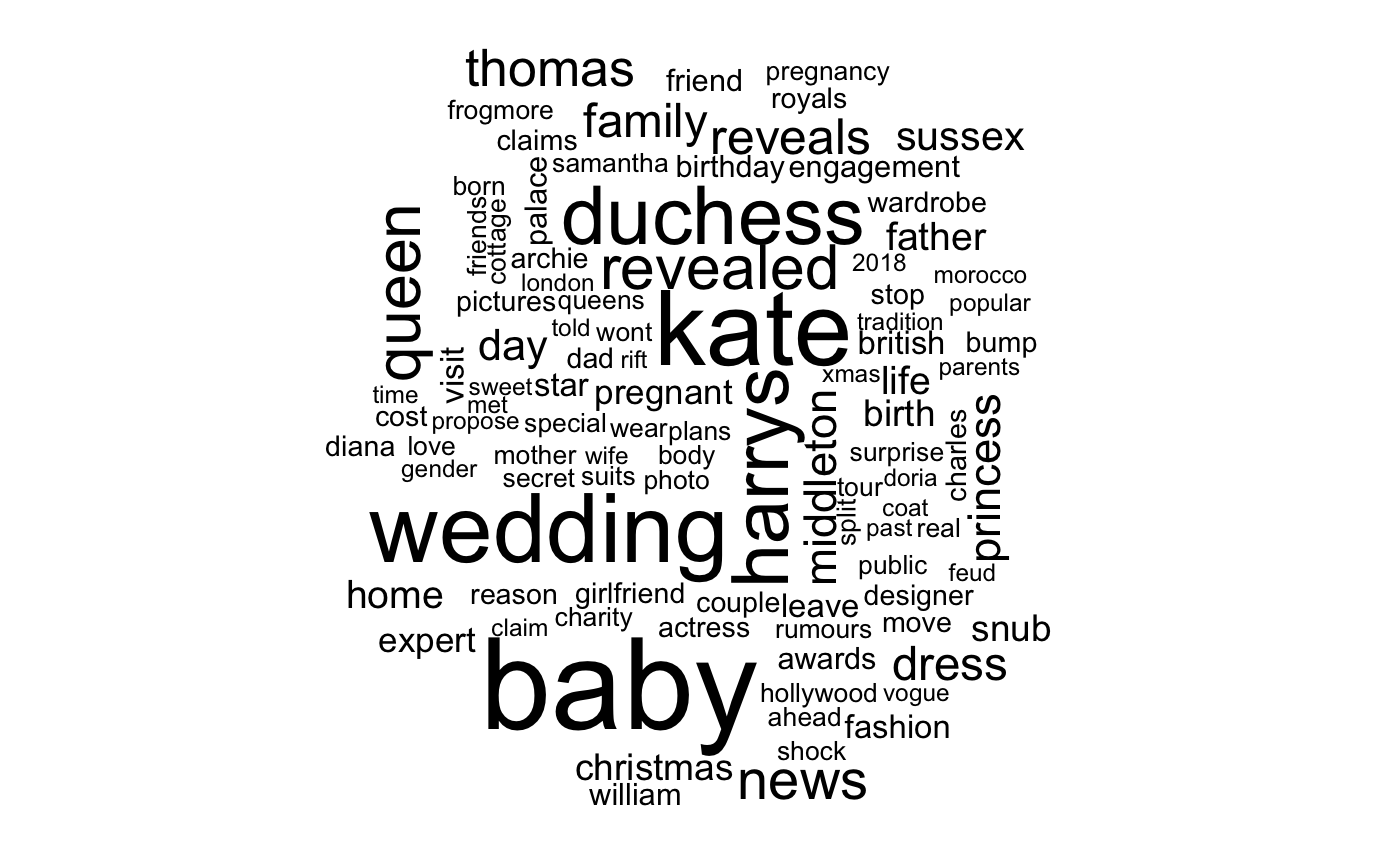 thomas friend pregnancy
royals
frogmore family
claims reveals sussex
samantha birthday engagement
born palace
friends cottage duchess wardrobe
queen father
archie revealed 2018 morocco
london
pictures queens kate stop popular
told wont tradition
day dad rift british bump
visit xmas life parents
sweet star pregnant
time met harrys middleton
cost propose special wear plans birth
diana love mother wife body surprise charles princess
gender secret suits photo tour doria
wedding split coat
past real
public feud
home reason girlfriend couple leave designer
charity
claim actress rumours move snub
expert awards dress
baby hollywood vogue
ahead fashion
shock
christmas news
william